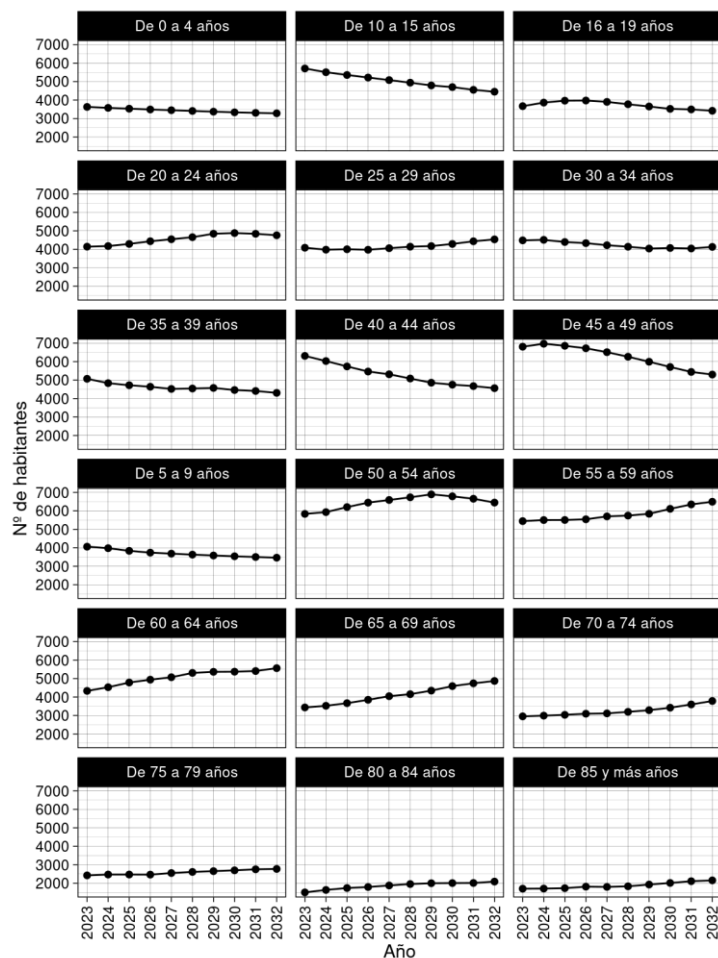 De 0 a 4 años
De 10 a 15 años
De 16 a 19 años
7000
6000
5000
4000
3000
2000
De 20 a 24 años
De 25 a 29 años
De 30 a 34 años
7000
6000
5000
4000
3000
2000
De 35 a 39 años
De 40 a 44 años
De 45 a 49 años
7000
6000
5000
4000
3000
2000
Nº de habitantes
De 5 a 9 años
De 50 a 54 años
De 55 a 59 años
7000
6000
5000
4000
3000
2000
De 60 a 64 años
De 65 a 69 años
De 70 a 74 años
7000
6000
5000
4000
3000
2000
De 75 a 79 años
De 80 a 84 años
De 85 y más años
7000
6000
5000
4000
3000
2000
2023 2024 2025 2026 2027 2028 2029 2030 2031 2032
2023 2024 2025 2026 2027 2028 2029 2030 2031 2032
2023 2024 2025 2026 2027 2028 2029 2030 2031 2032
Año